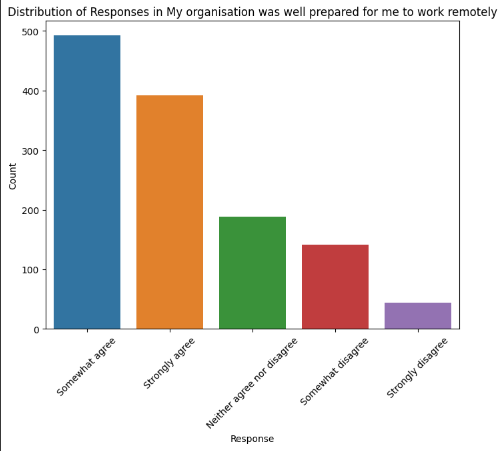 Distribution of Responses in My organisation was well prepared for me to work remotely
500
400
300
200
100
0
Count
Somewhat agree
Strongly agree
Neither agree nor disagree
Somewhat disagree
Strongly disagree
Response